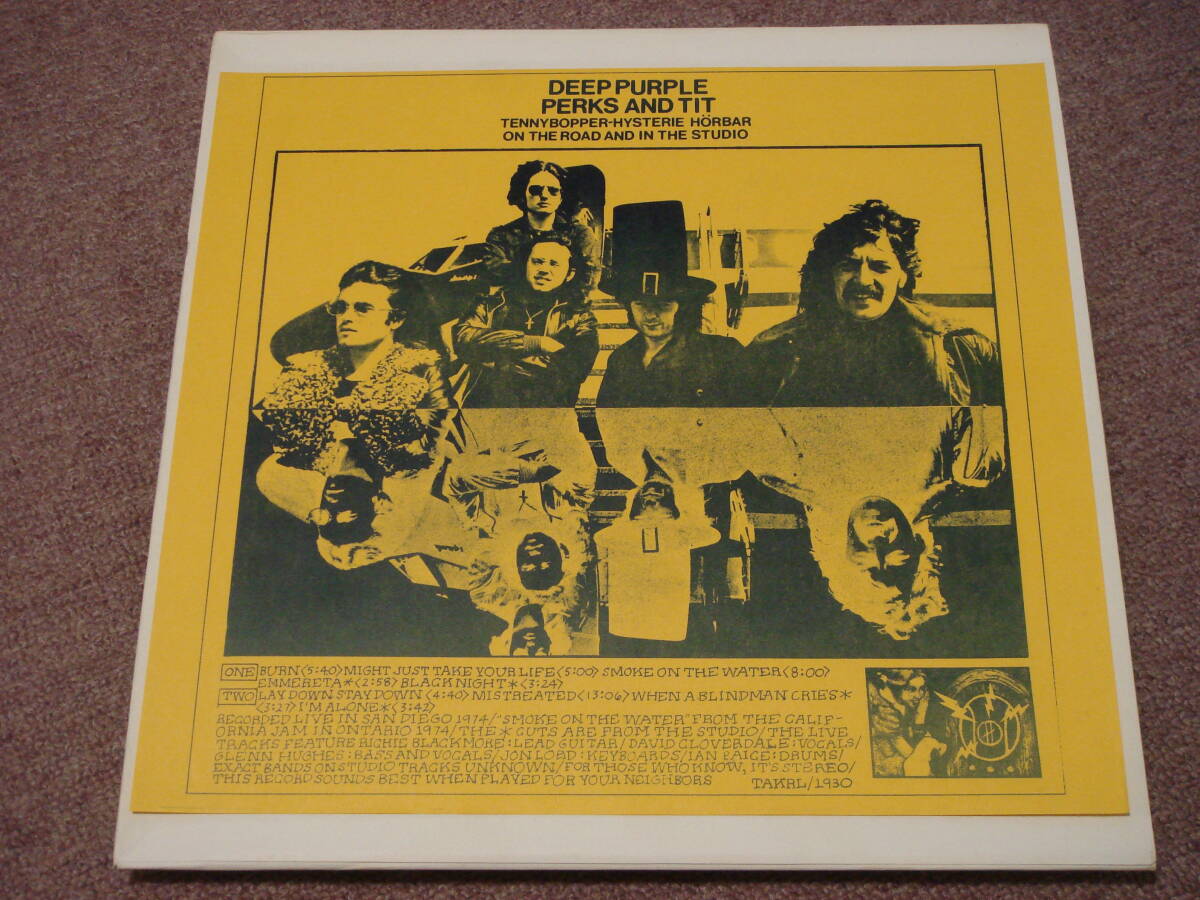 DEEP PURPLE
PERKS AND TIT
TENNYBOPPER-HYSTERIE HÖRBAR
ON THE ROAD AND IN THE STUDIO
ONE BURN <5:40> MIGHT JUST TAKE YOUR LIFE <5:00> SMOKE ON THE WATER <8:00>
EMMERETA* <2:58> BLACK NIGHT* <3:24>
TWO LAY DOWN STAY DOWN <4:40> MISTREATED <13:04> WHEN A BLINDMAN CRIES*
<3:27> I'M ALONE* <3:42>
RECORDED LIVE IN SAN DIEGO 1974/"SMOKE ON THE WATER" FROM THE CALIF-
ORNIA JAM IN ONTARIO 1974/THE * CUTS ARE FROM THE STUDIO/THE LIVE
TRACKS FEATURE RICHIE BLACKMORE:LEAD GUITAR/DAVID CLOVERDALE:VOCALS/
GLENN HUGHES:BASS AND VOCALS/JON LORD:KEYBOARDS/IAN PAICE:DRUMS/
EXACT BANDS ON STUDIO TRACKS UNKNOWN/FOR THOSE WHO KNOW, IT'S STEREO/
THIS RECORD SOUNDS BEST WHEN PLAYED FOR YOUR NEIGHBORS TAKRL/1930